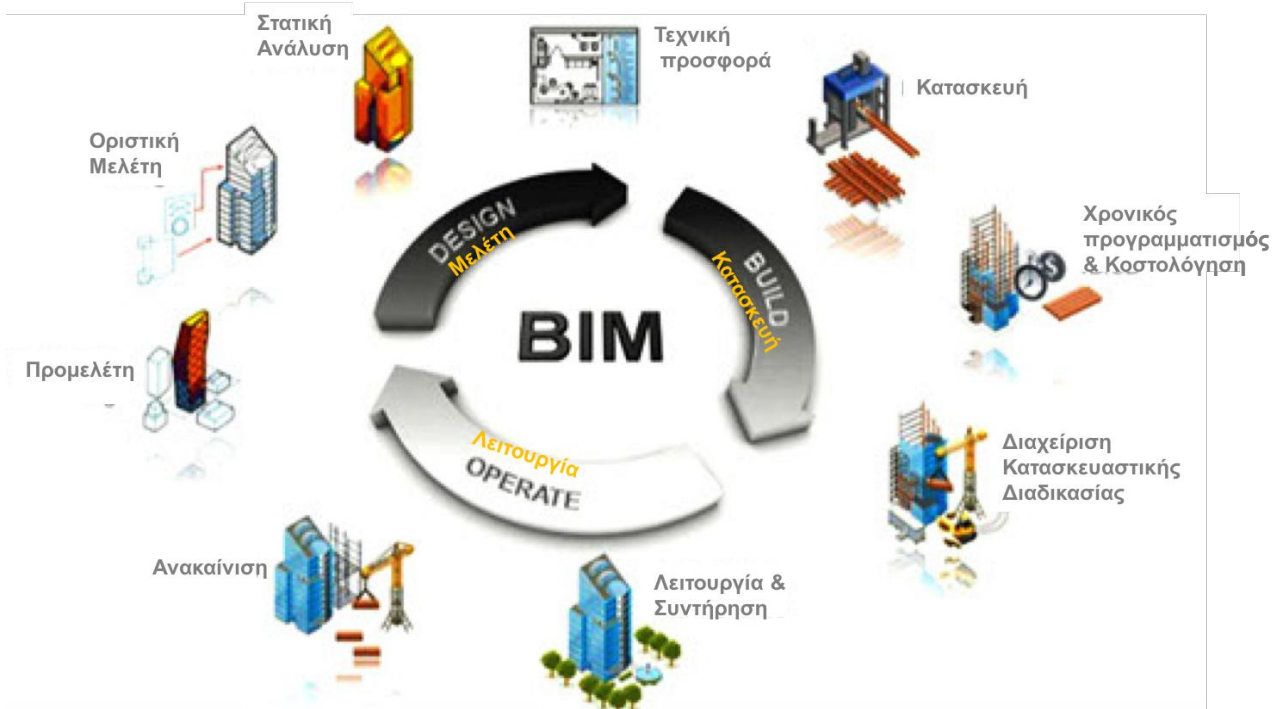 Στατική
Ανάλυση
Τεχνική
προσφορά
Κατασκευή
Οριστική
Μελέτη
Χρονικός
προγραμματισμός
& Κοστολόγηση
DESIGN
Μελέτη
BUILD
Κατασκευή
BIM
Προμελέτη
Λειτουργία
OPERATE
Διαχείριση
Κατασκευαστικής
Διαδικασίας
Ανακαίνιση
Λειτουργία &
Συντήρηση